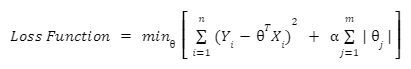 Loss Function = min_θ [ Σ_{i=1}^{n} (Y_i − θ^T X_i)^2 + α Σ_{j=1}^{m} | θ_j | ]